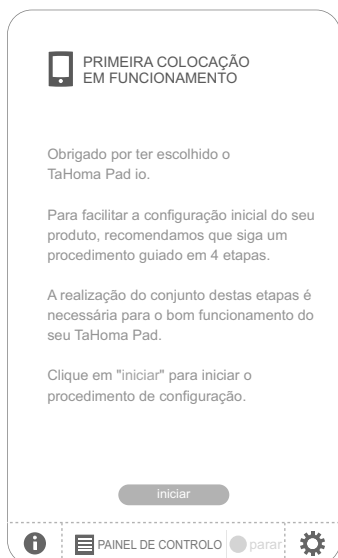 PRIMEIRA COLOCAÇÃO
EM FUNCIONAMENTO
Obrigado por ter escolhido o
TaHoma Pad io.
Para facilitar a configuração inicial do seu
produto, recomendamos que siga um
procedimento guiado em 4 etapas.
A realização do conjunto destas etapas é
necessária para o bom funcionamento do
seu TaHoma Pad.
Clique em "iniciar" para iniciar o
procedimento de configuração.
iniciar
PAINEL DE CONTROLO parar